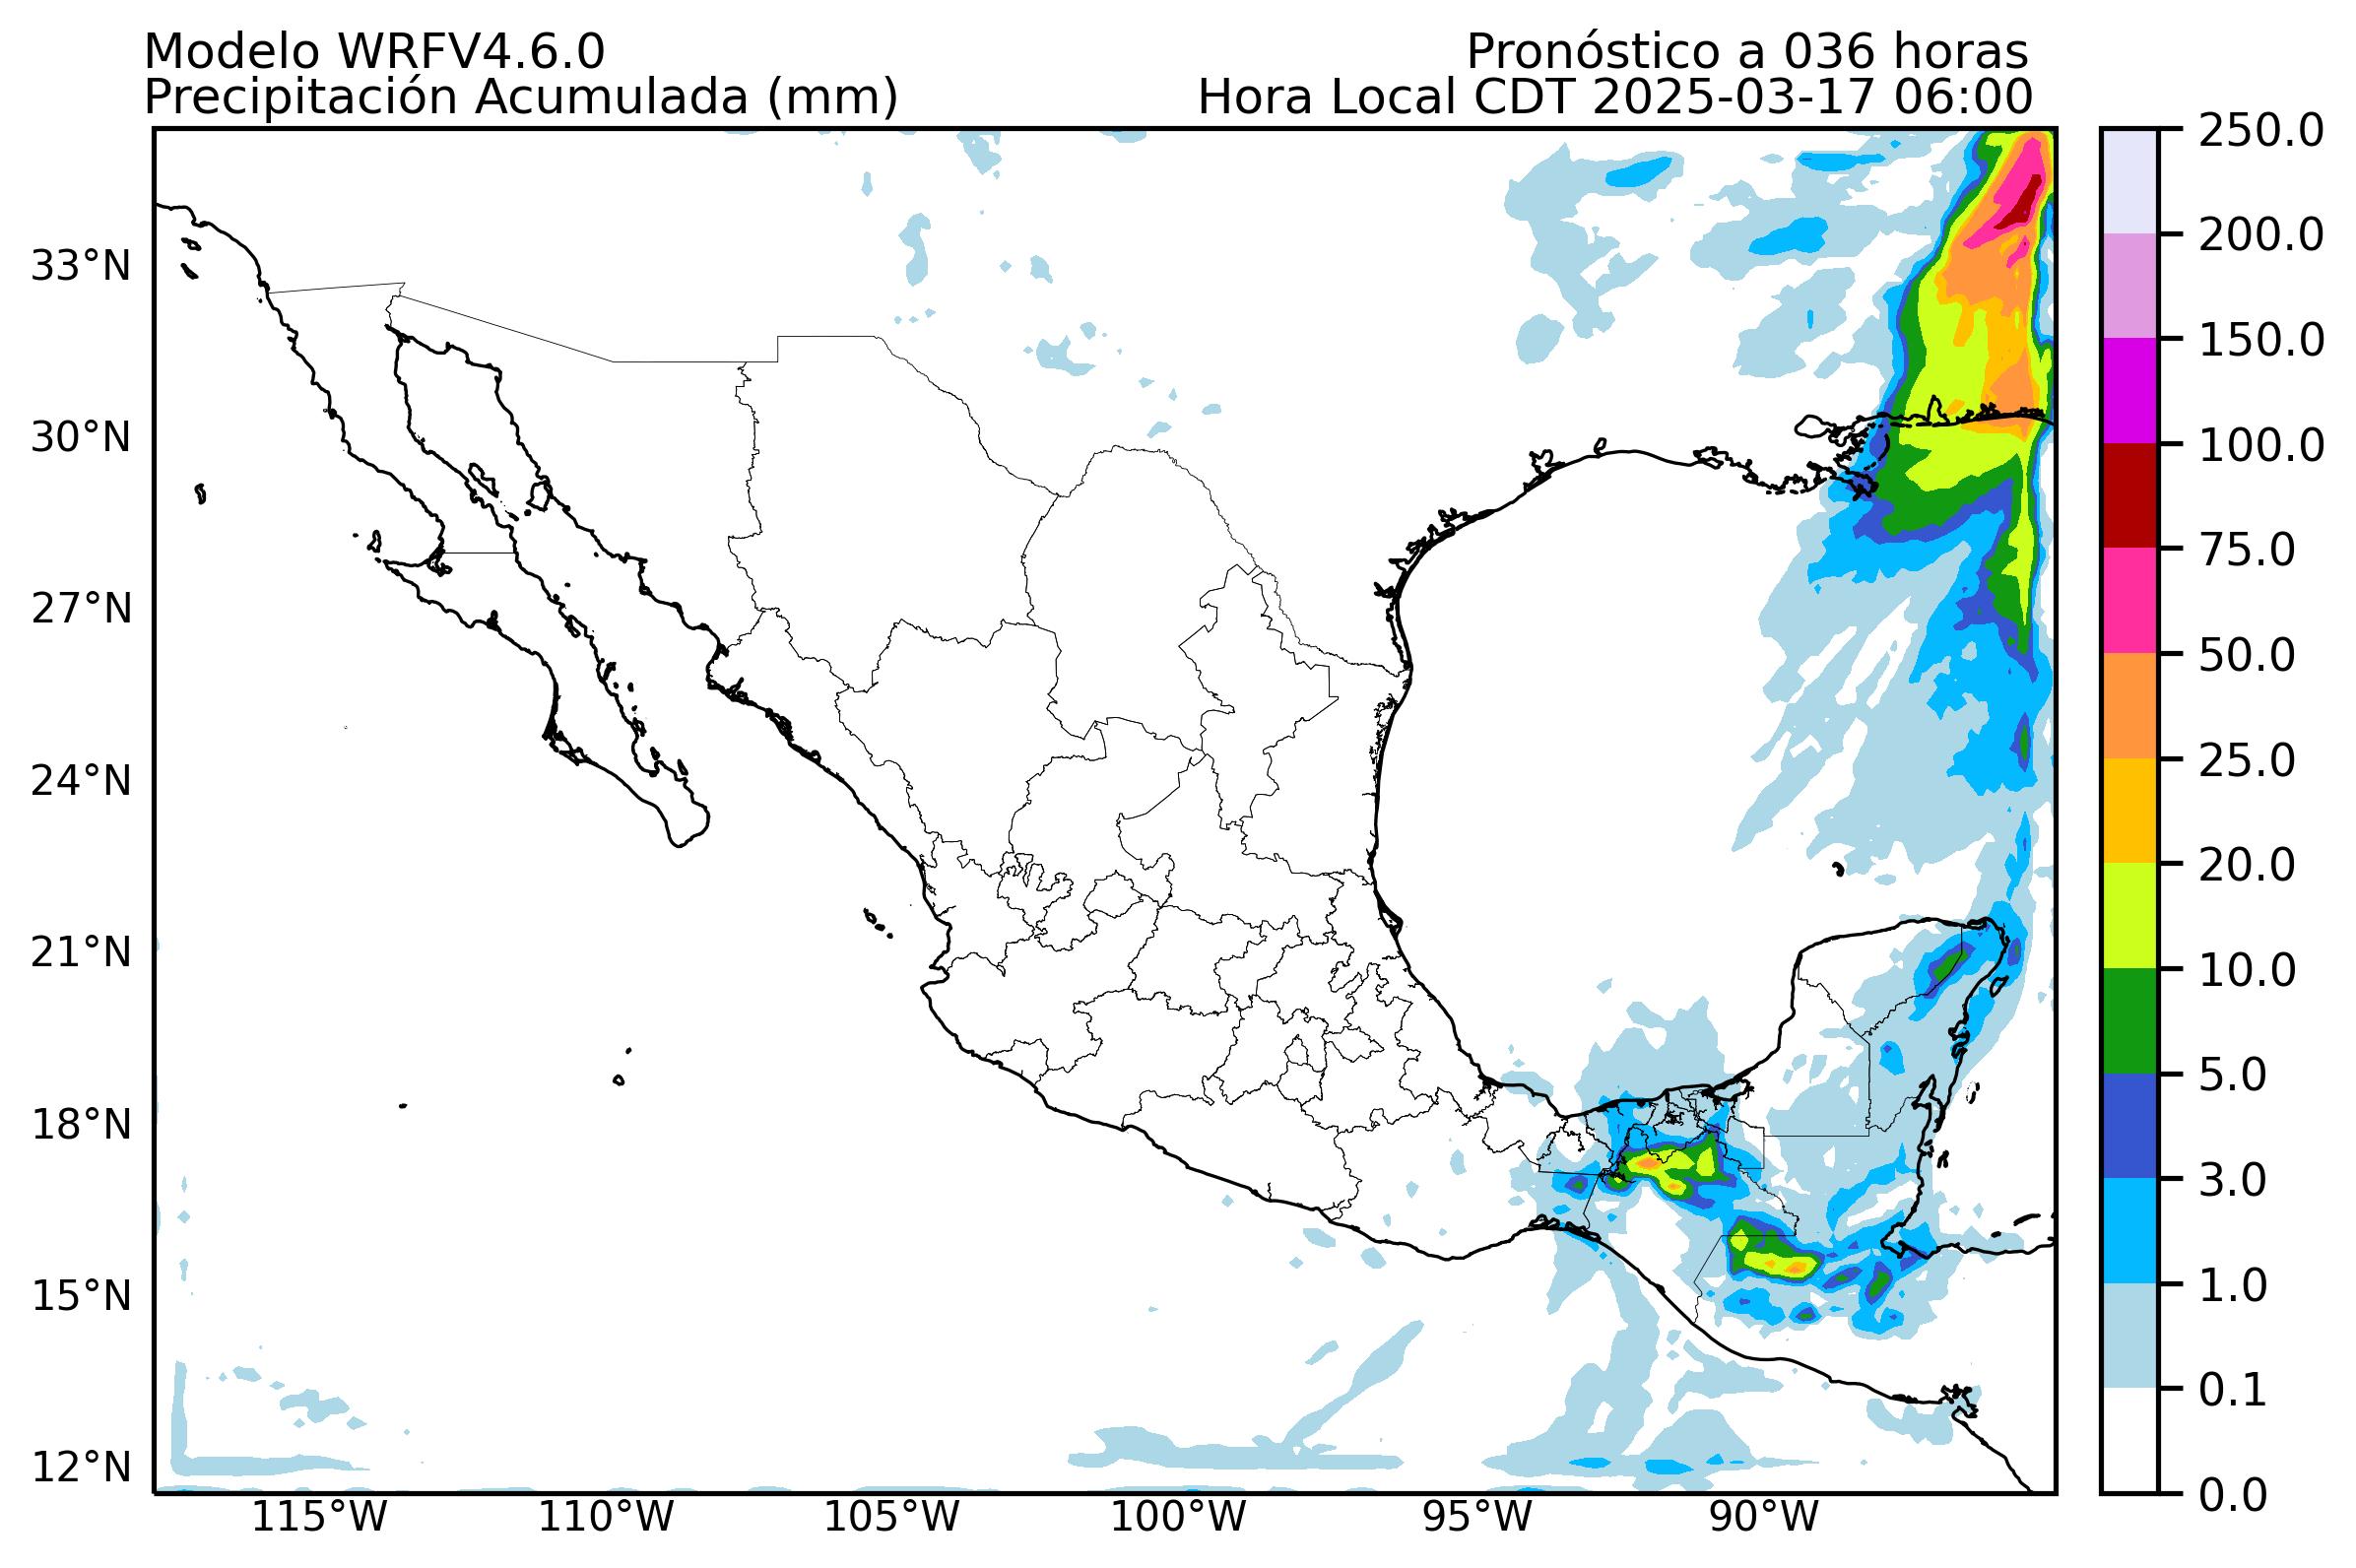 Modelo WRFV4.6.0
Pronóstico a 036 horas
Precipitación Acumulada (mm)
Hora Local CDT 2025-03-17 06:00
33°N
30°N
27°N
24°N
21°N
18°N
15°N
12°N
115°W
110°W
105°W
100°W
95°W
90°W
250.0
200.0
150.0
100.0
75.0
50.0
25.0
20.0
10.0
5.0
3.0
1.0
0.1
0.0